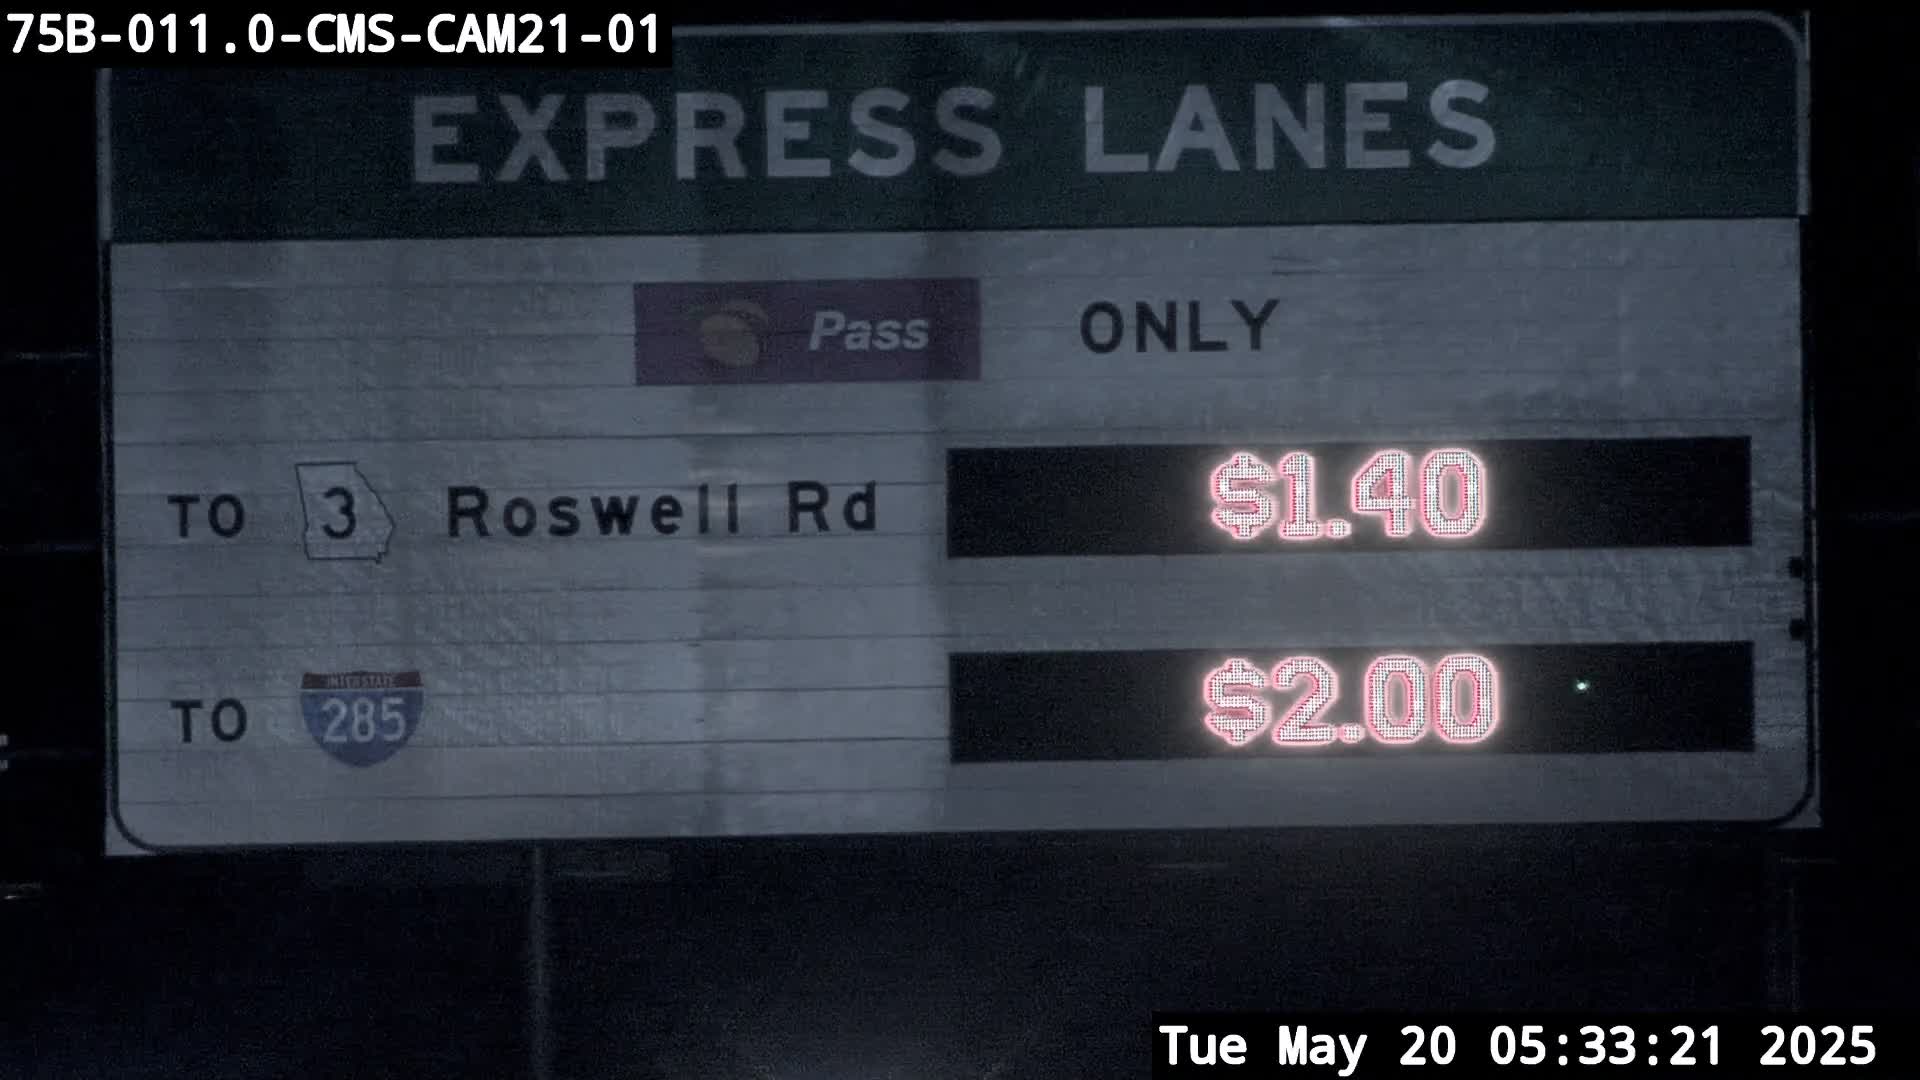 75B-011.0-CMS-CAM21-01
EXPRESS LANES
Pass ONLY
TO 3 Roswell Rd $1.40
INTERSTATE
TO 285 $2.00
Tue May 20 05:33:21 2025